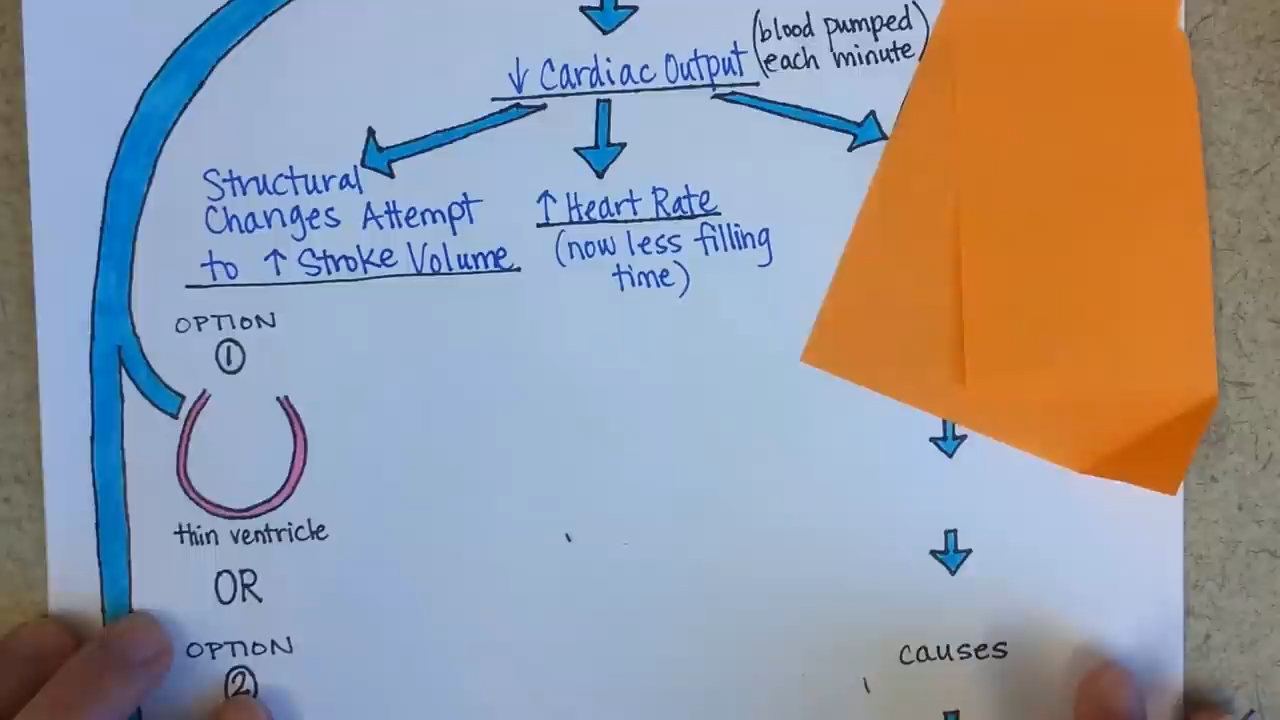 ↓ Cardiac Output
(blood pumped
each minute)
Structural
Changes Attempt
to ↑ Stroke Volume
↑ Heart Rate
(now less filling
time)
OPTION
①
thin ventricle
OR
OPTION
②
causes